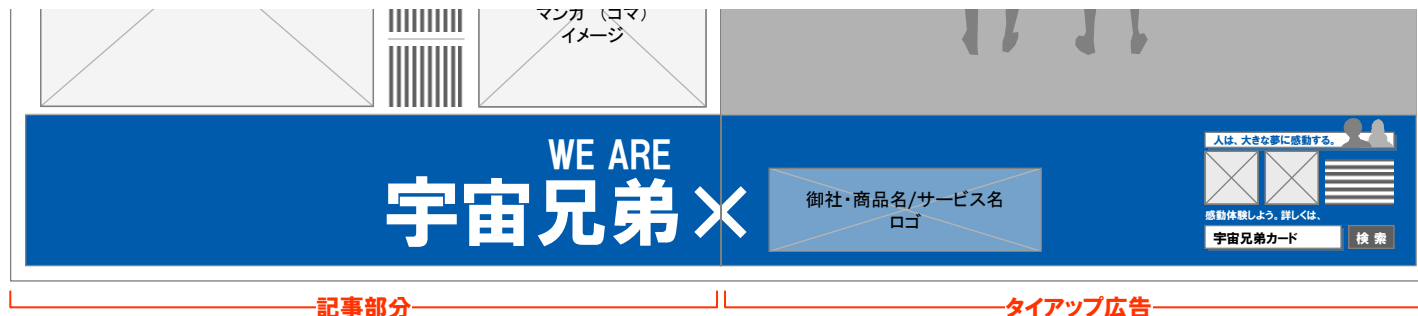 マンガ（コマ）
イメージ
WE ARE
宇宙兄弟×
御社・商品名/サービス名
ロゴ
人は、大きな夢に感動する。
感動体験しよう。詳しくは、
宇宙兄弟カード
検索
記事部分
タイアップ広告